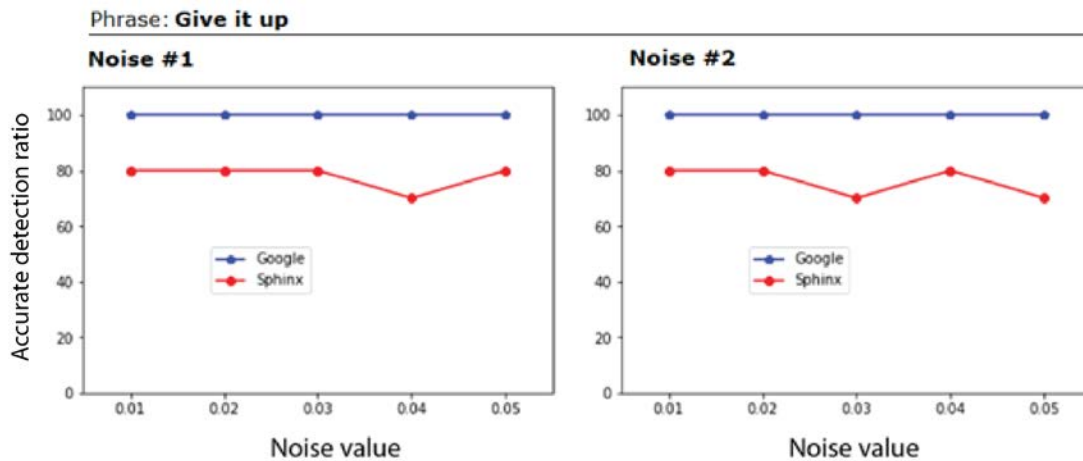 Phrase: Give it up
Noise #1
Accurate detection ratio
100
80
60
40
20
0
Google
Sphinx
0.01 0.02 0.03 0.04 0.05
Noise value
Noise #2
100
80
60
40
20
0
Google
Sphinx
0.01 0.02 0.03 0.04 0.05
Noise value